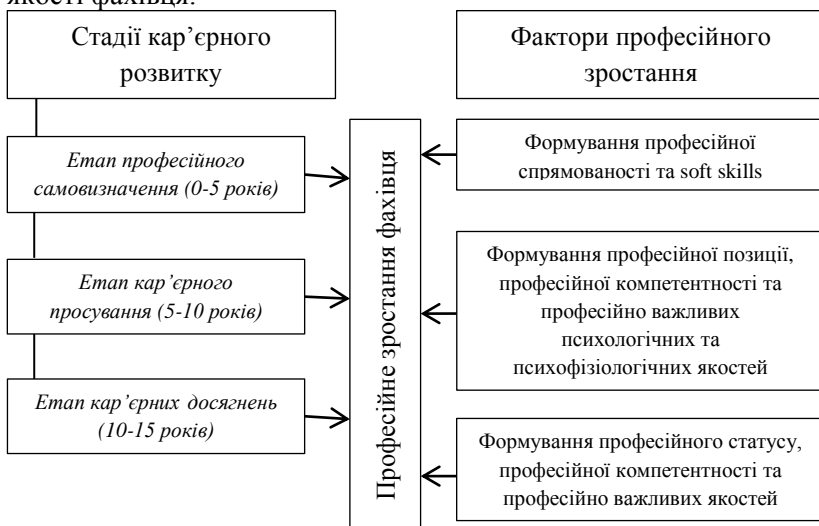 якості фахівця.
Стадії кар’єрного
розвитку
Фактори професійного
зростання
Етап професійного
самовизначення (0-5 років)
Етап кар’єрного
просування (5-10 років)
Етап кар’єрних досягнень
(10-15 років)
Професійне зростання фахівця
Формування професійної
спрямованості та soft skills
Формування професійної позиції,
професійної компетентності та
професійно важливих
психологічних та
психофізіологічних якостей
Формування професійного статусу,
професійної компетентності та
професійно важливих якостей